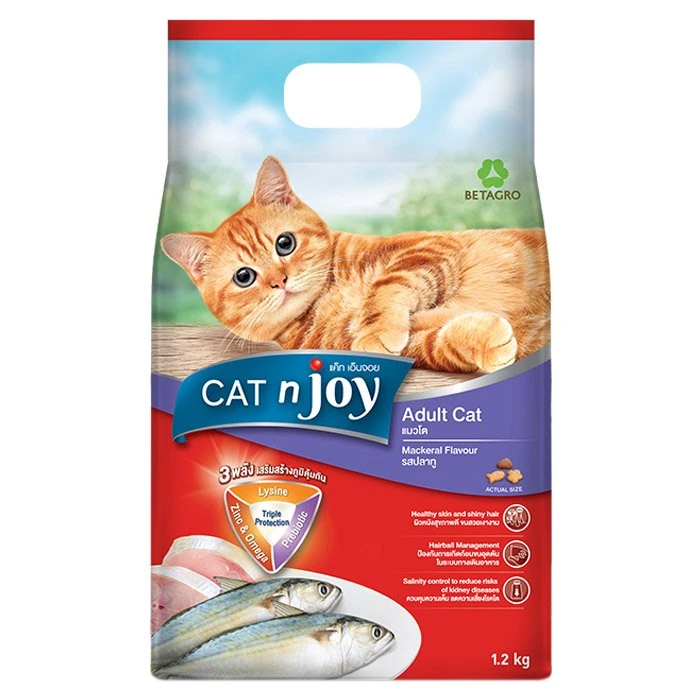 BETAGRO
แค๊ท เอ็นจอย
CAT n joy
Adult Cat
แมวโต
Mackeral Flavour
รสปลาทู
ACTUAL SIZE
3 พลัง เสริมสร้างภูมิคุ้มกัน
Lysine
Zinc & Omega
Triple
Protection
Prebiotic
Healthy skin and shiny hair
ผิวหนังสุขภาพดี ขนสวยเงางาม
Hairball Management
ป้องกันการเกิดก้อนขนอุดตัน
ในระบบทางเดินอาหาร
Salinity control to reduce risks
of kidney diseases
ควบคุมความเค็ม ลดความเสี่ยงโรคไต
1.2 kg